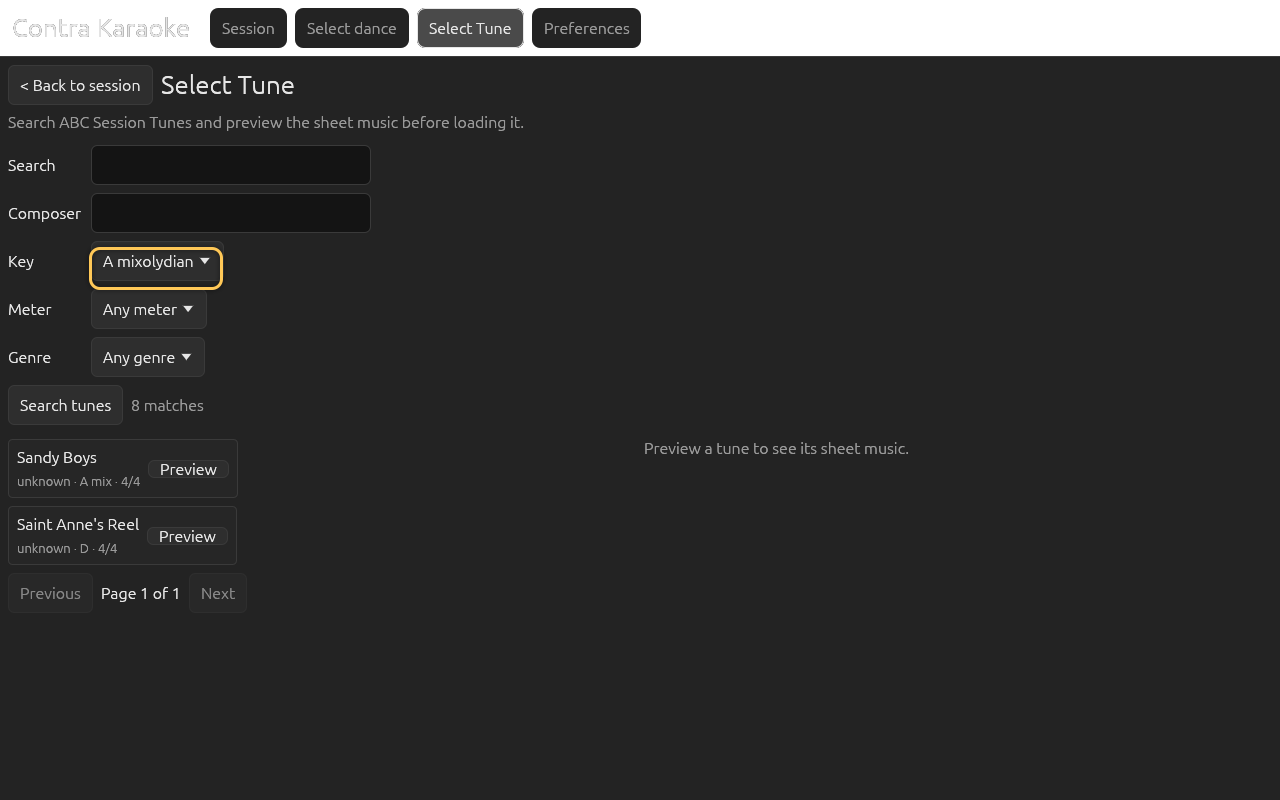 Contra Karaoke Session Select dance Select Tune Preferences
< Back to session Select Tune
Search ABC Session Tunes and preview the sheet music before loading it.
Search
Composer
Key A mixolydian
Meter Any meter
Genre Any genre
Search tunes 8 matches
Sandy Boys
unknown · A mix · 4/4
Preview
Saint Anne's Reel
unknown · D · 4/4
Preview
Previous Page 1 of 1 Next
Preview a tune to see its sheet music.